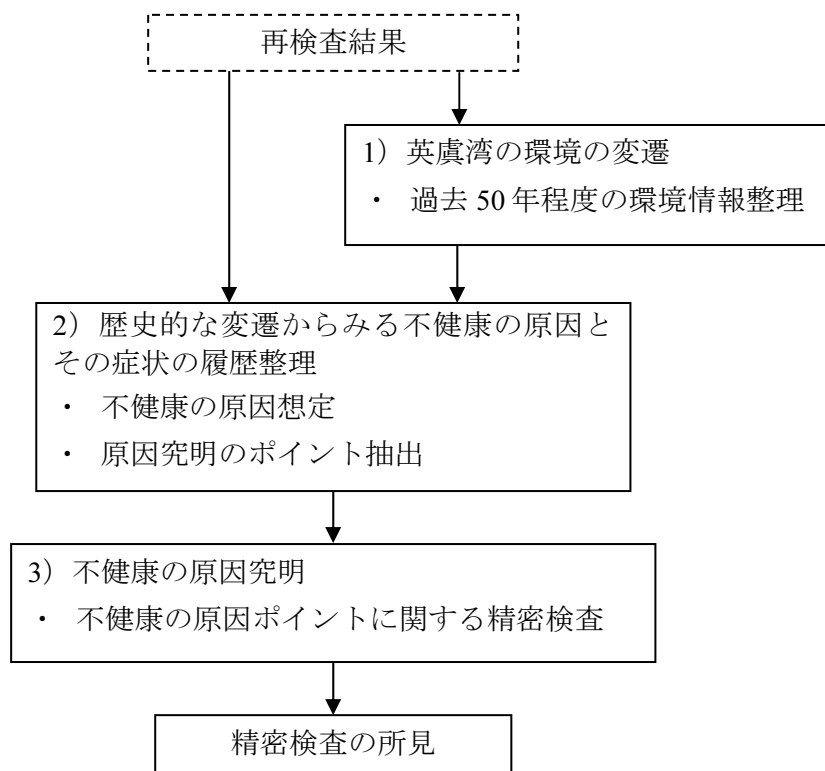 再検査結果
1）英虞湾の環境の変遷
・ 過去 50 年程度の環境情報整理
2）歴史的な変遷からみる不健康の原因と
その症状の履歴整理
・ 不健康の原因想定
・ 原因究明のポイント抽出
3）不健康の原因究明
・ 不健康の原因ポイントに関する精密検査
精密検査の所見